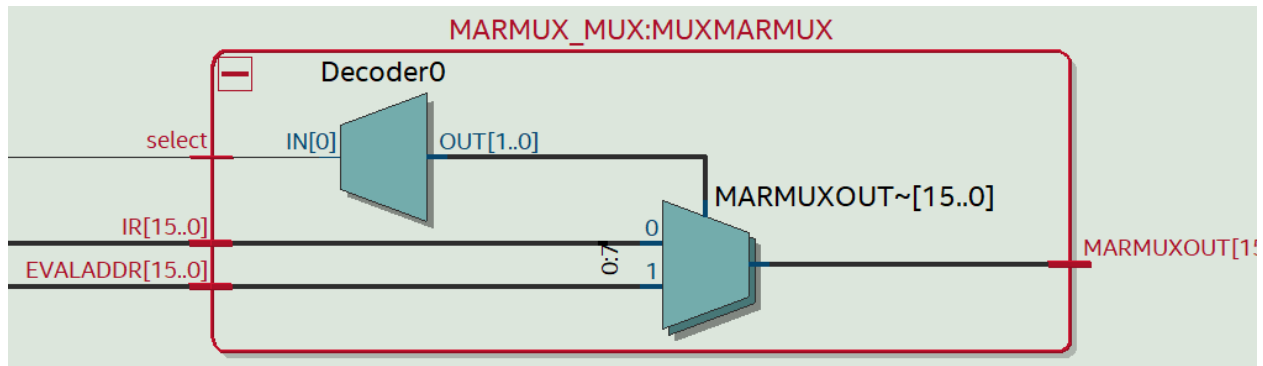 MARMUX_MUX:MUXMARMUX
Decoder0
select
IN[0]
OUT[1..0]
MARMUXOUT~[15..0]
IR[15..0]
0
0:7
EVALADDR[15..0]
1
MARMUXOUT[15